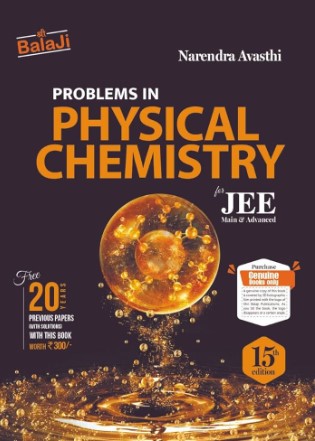 Shri
BalaJi
Narendra Avasthi
PROBLEMS IN
PHYSICAL
CHEMISTRY
for
JEE
Main & Advanced
Free
20 YEARS
PREVIOUS PAPERS
(WITH SOLUTIONS)
WITH THIS BOOK
WORTH ₹ 300/-
Purchase
Genuine
Books only
15th
edition